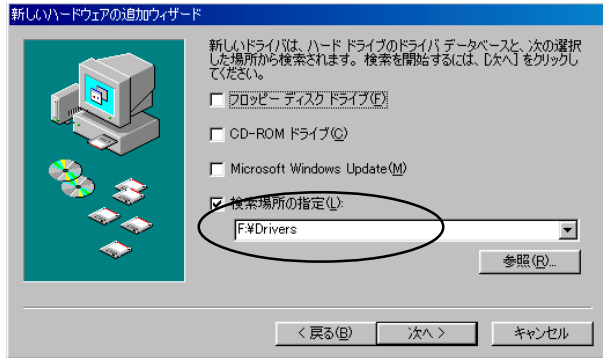 新しいハードウェアの追加ウィザード
新しいドライバは、ハード ドライブのドライバ データベースと、次の選択
した場所から検索されます。検索を開始するには、[次へ] をクリックし
てください。
フロッピー ディスク ドライブ(F)
CD-ROM ドライブ(C)
Microsoft Windows Update(M)
検索場所の指定(L):
F:¥Drivers
参照(R)...
< 戻る(B)
次へ >
キャンセル